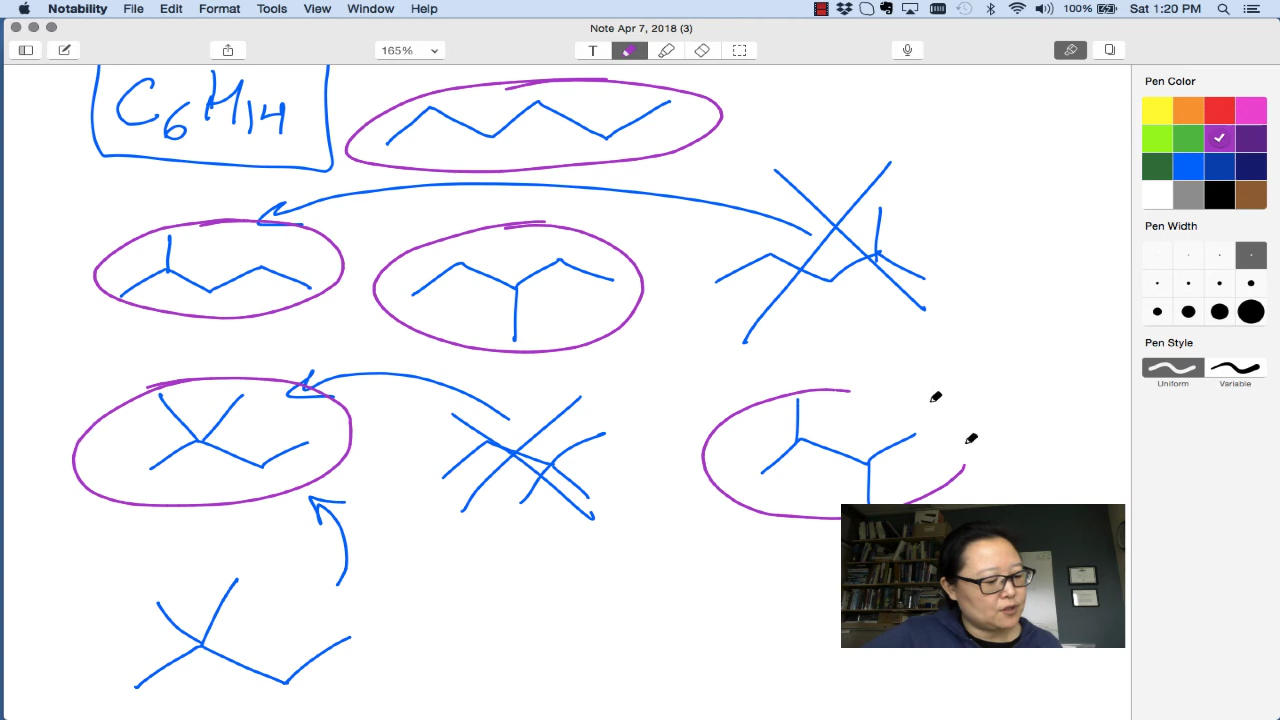 Notability File Edit Format Tools View Window Help 100% Sat 1:20 PM
Note Apr 7, 2018 (3)
165% T
Pen Color
C6H14
Pen Width
Pen Style
Uniform Variable